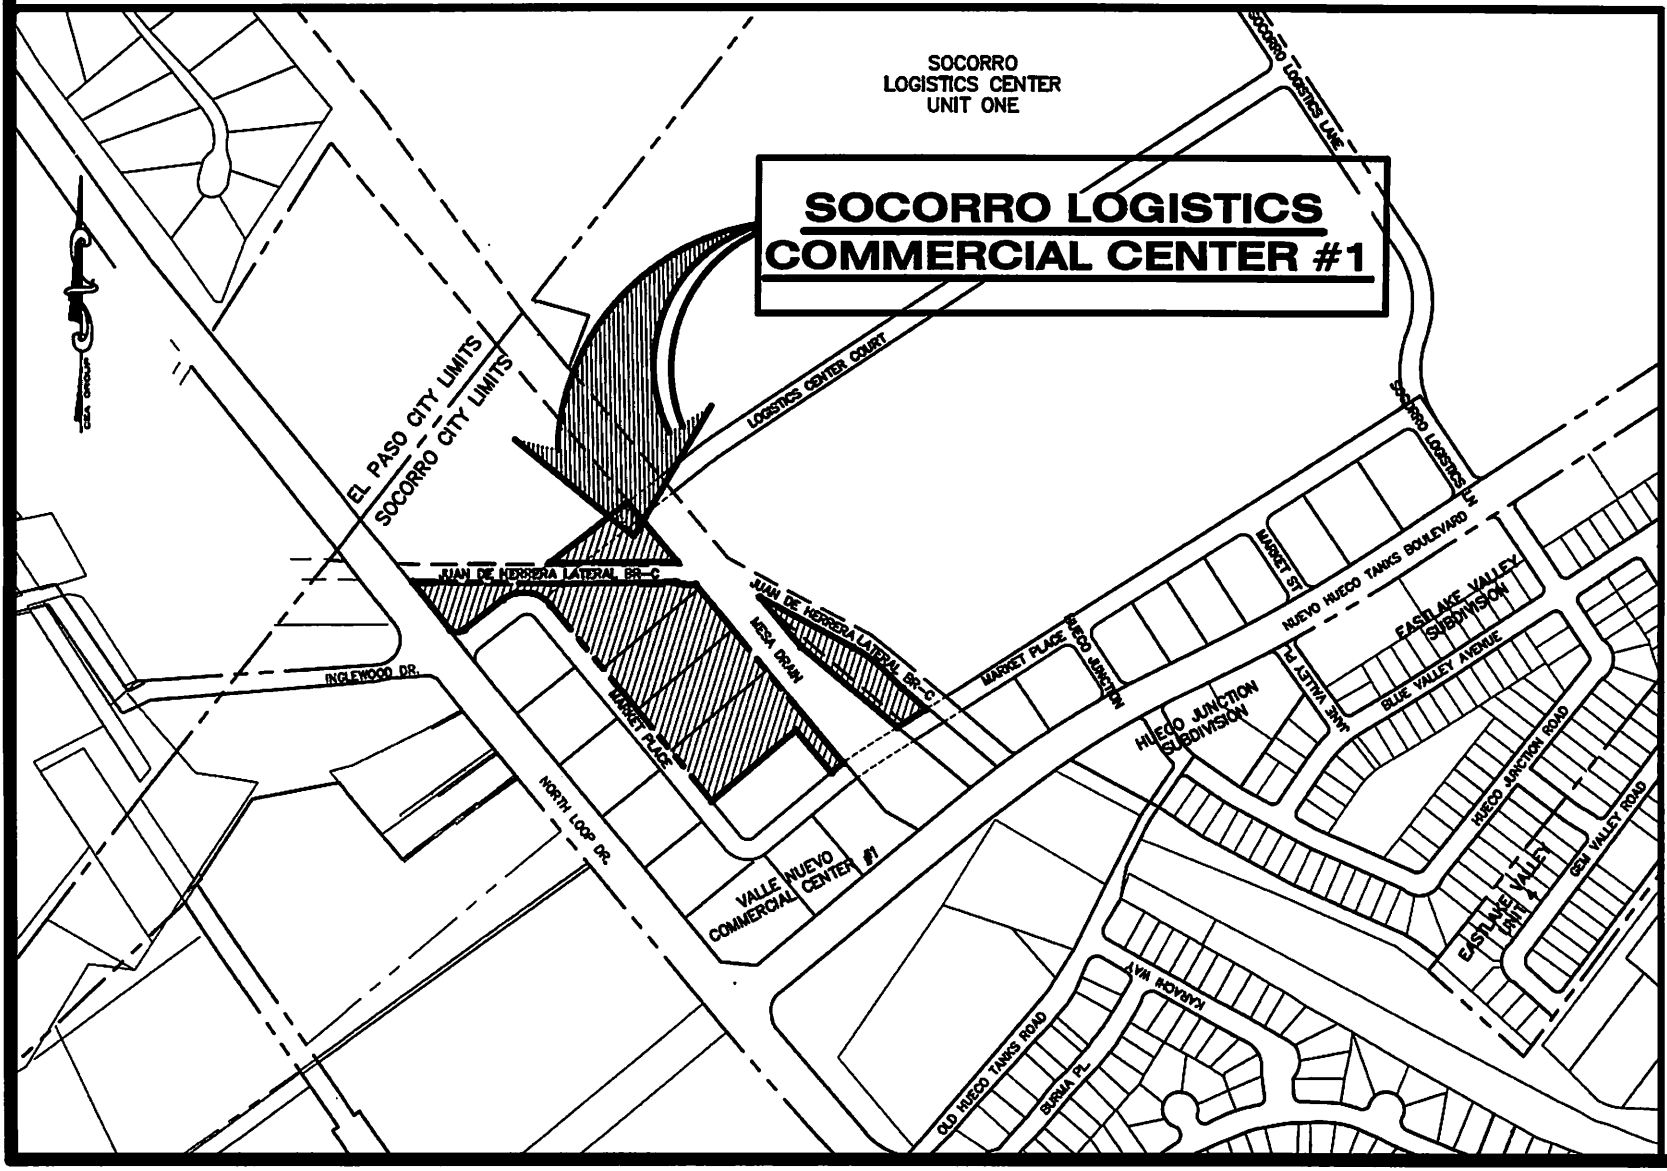 SOCORRO
LOGISTICS CENTER
UNIT ONE
SOCORRO LOGISTICS LANE
SOCORRO LOGISTICS
COMMERCIAL CENTER #1
CEA GROUP
EL PASO CITY LIMITS
SOCORRO CITY LIMITS
LOGISTICS CENTER COURT
SOCORRO LOGISTICS LN
JUAN DE HERRERA LATERAL BR-C
JUAN DE HERRERA LATERAL BR-C
MESA DRAIN
MARKET PLACE
HUECO JUNCTION
MARKET ST
NUEVO HUECO TANKS BOULEVARD
EASTLAKE VALLEY
SUBDIVISION
BLUE VALLEY AVENUE
JANE VALLEY PL
HUECO JUNCTION
SUBDIVISION
INGLEWOOD DR.
MARKET PLACE
NORTH LOOP DR.
VALLE NUEVO
COMMERCIAL CENTER #1
HUECO JUNCTION ROAD
GEM VALLEY ROAD
EASTLAKE VALLEY
UNIT 4
KARACHI WAY
OLD HUECO TANKS ROAD
BURMA PL.